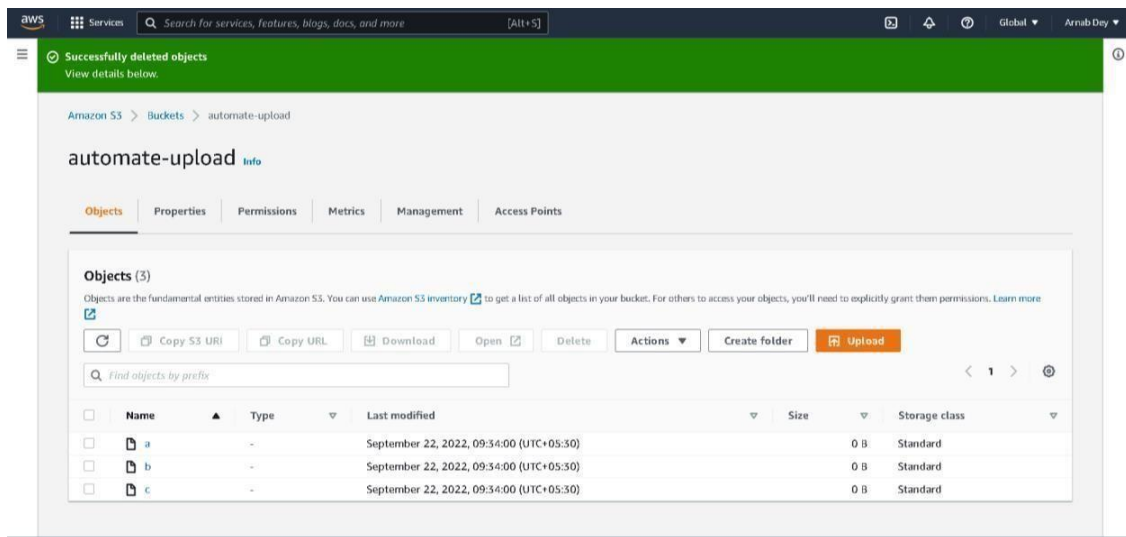 aws Services Search for services, features, blogs, docs, and more [Alt+S] Global Arnab Dey
Successfully deleted objects
View details below.
Amazon S3 > Buckets > automate-upload
automate-upload Info
Objects Properties Permissions Metrics Management Access Points
Objects (3)
Objects are the fundamental entities stored in Amazon S3. You can use Amazon S3 inventory to get a list of all objects in your bucket. For others to access your objects, you'll need to explicitly grant them permissions. Learn more
Copy S3 URI Copy URL Download Open Delete Actions Create folder Upload
Find objects by prefix < 1 >
Name Type Last modified Size Storage class
a - September 22, 2022, 09:34:00 (UTC+05:30) 0 B Standard
b - September 22, 2022, 09:34:00 (UTC+05:30) 0 B Standard
c - September 22, 2022, 09:34:00 (UTC+05:30) 0 B Standard